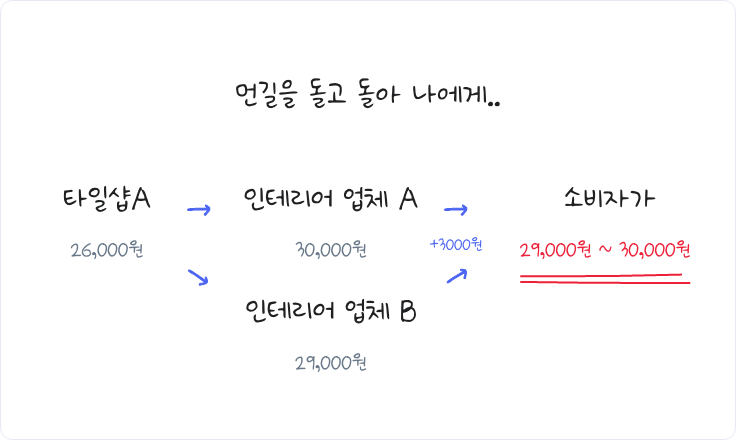 먼길을 돌고 돌아 나에게..
타일샵A → 인테리어 업체 A → 소비자가
26,000원 30,000원 +3000원 29,000원 ~ 30,000원
인테리어 업체 B
29,000원